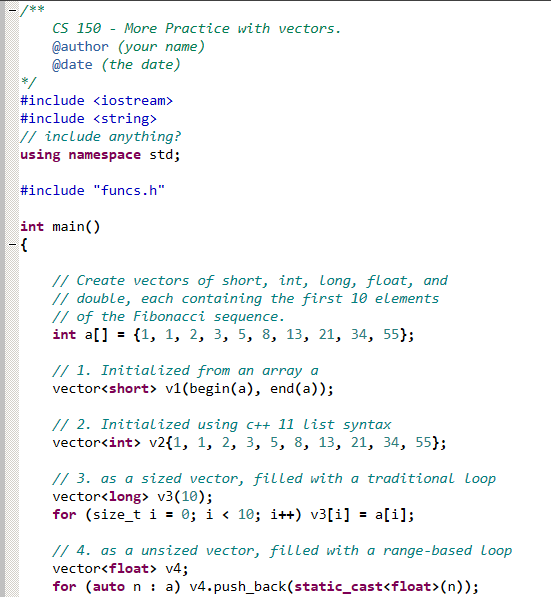 /**
CS 150 - More Practice with vectors.
@author (your name)
@date (the date)
*/
#include <iostream>
#include <string>
// include anything?
using namespace std;
#include "funcs.h"
int main()
{
// Create vectors of short, int, long, float, and
// double, each containing the first 10 elements
// of the Fibonacci sequence.
int a[] = {1, 1, 2, 3, 5, 8, 13, 21, 34, 55};
// 1. Initialized from an array a
vector<short> v1(begin(a), end(a));
// 2. Initialized using c++ 11 list syntax
vector<int> v2{1, 1, 2, 3, 5, 8, 13, 21, 34, 55};
// 3. as a sized vector, filled with a traditional loop
vector<long> v3(10);
for (size_t i = 0; i < 10; i++) v3[i] = a[i];
// 4. as a unsized vector, filled with a range-based loop
vector<float> v4;
for (auto n : a) v4.push_back(static_cast<float>(n));